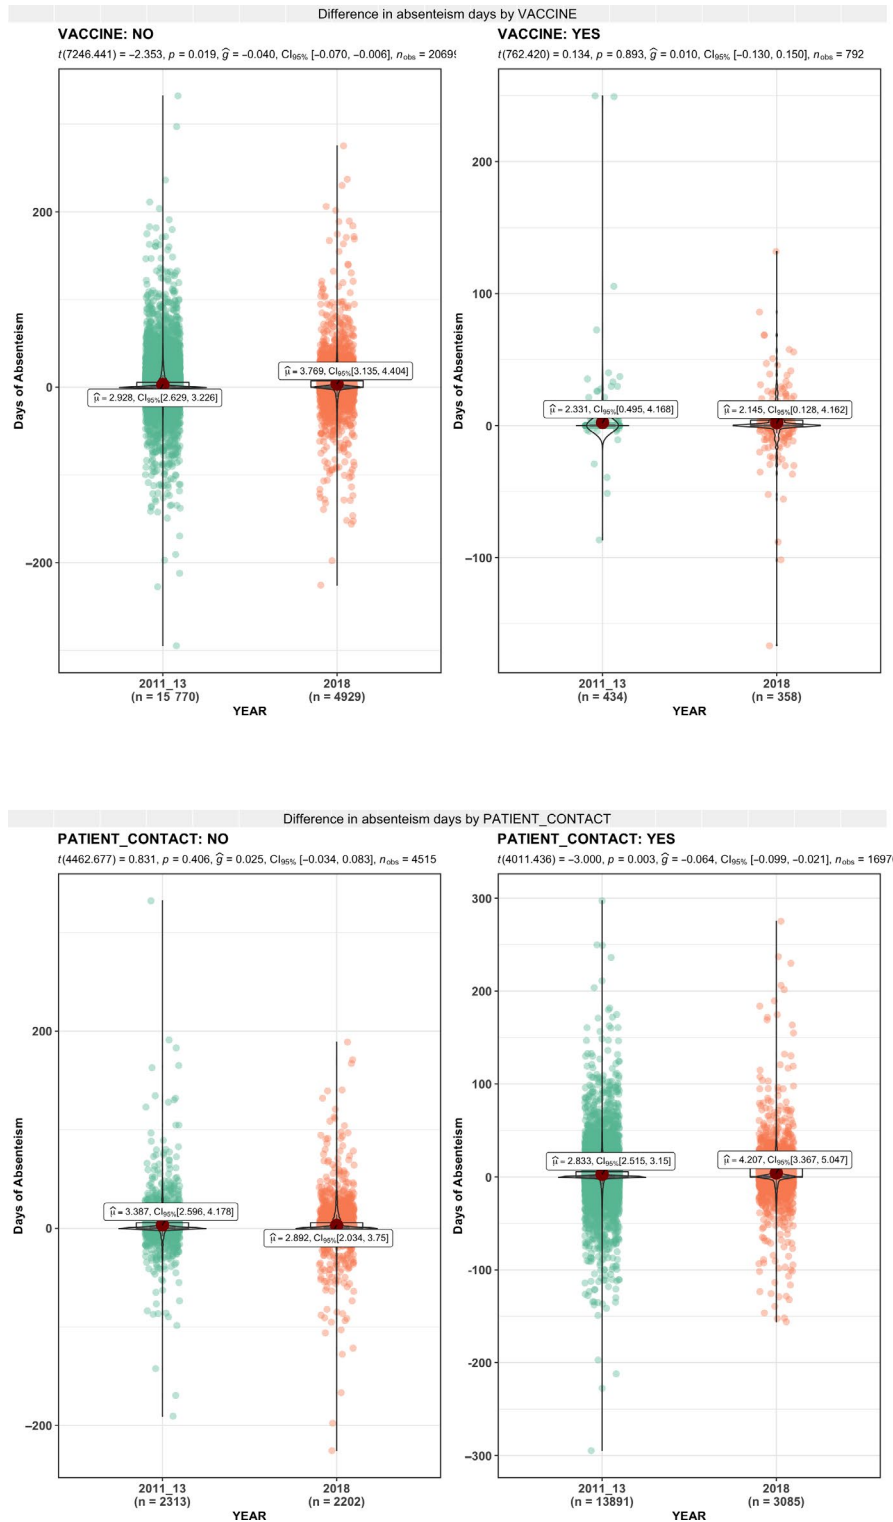 Difference in absenteism days by VACCINE
VACCINE: NO
t(7246.441) = −2.353, p = 0.019, ĝ = −0.040, CI95% [−0.070, −0.006], nobs = 20699
200
0
−200
Days of Absenteism
μ̂ = 2.928, CI95%[2.629, 3.226]
μ̂ = 3.769, CI95%[3.135, 4.404]
2011_13
(n = 15 770)
2018
(n = 4929)
YEAR
VACCINE: YES
t(762.420) = 0.134, p = 0.893, ĝ = 0.010, CI95% [−0.130, 0.150], nobs = 792
200
100
0
−100
Days of Absenteism
μ̂ = 2.331, CI95%[0.495, 4.168]
μ̂ = 2.145, CI95%[0.128, 4.162]
2011_13
(n = 434)
2018
(n = 358)
YEAR
Difference in absenteism days by PATIENT_CONTACT
PATIENT_CONTACT: NO
t(4462.677) = 0.831, p = 0.406, ĝ = 0.025, CI95% [−0.034, 0.083], nobs = 4515
200
0
−200
Days of Absenteism
μ̂ = 3.387, CI95%[2.596, 4.178]
μ̂ = 2.892, CI95%[2.034, 3.75]
2011_13
(n = 2313)
2018
(n = 2202)
YEAR
PATIENT_CONTACT: YES
t(4011.436) = −3.000, p = 0.003, ĝ = −0.064, CI95% [−0.099, −0.021], nobs =
300
200
100
0
-100
-200
−300
Days of Absenteism
μ̂ = 2.833, CI95%[2.515, 3.15]
μ̂ = 4.207, CI95%[3.367, 5.047]
2011_13
(n = 13891)
2018
(n = 3085)
YEAR